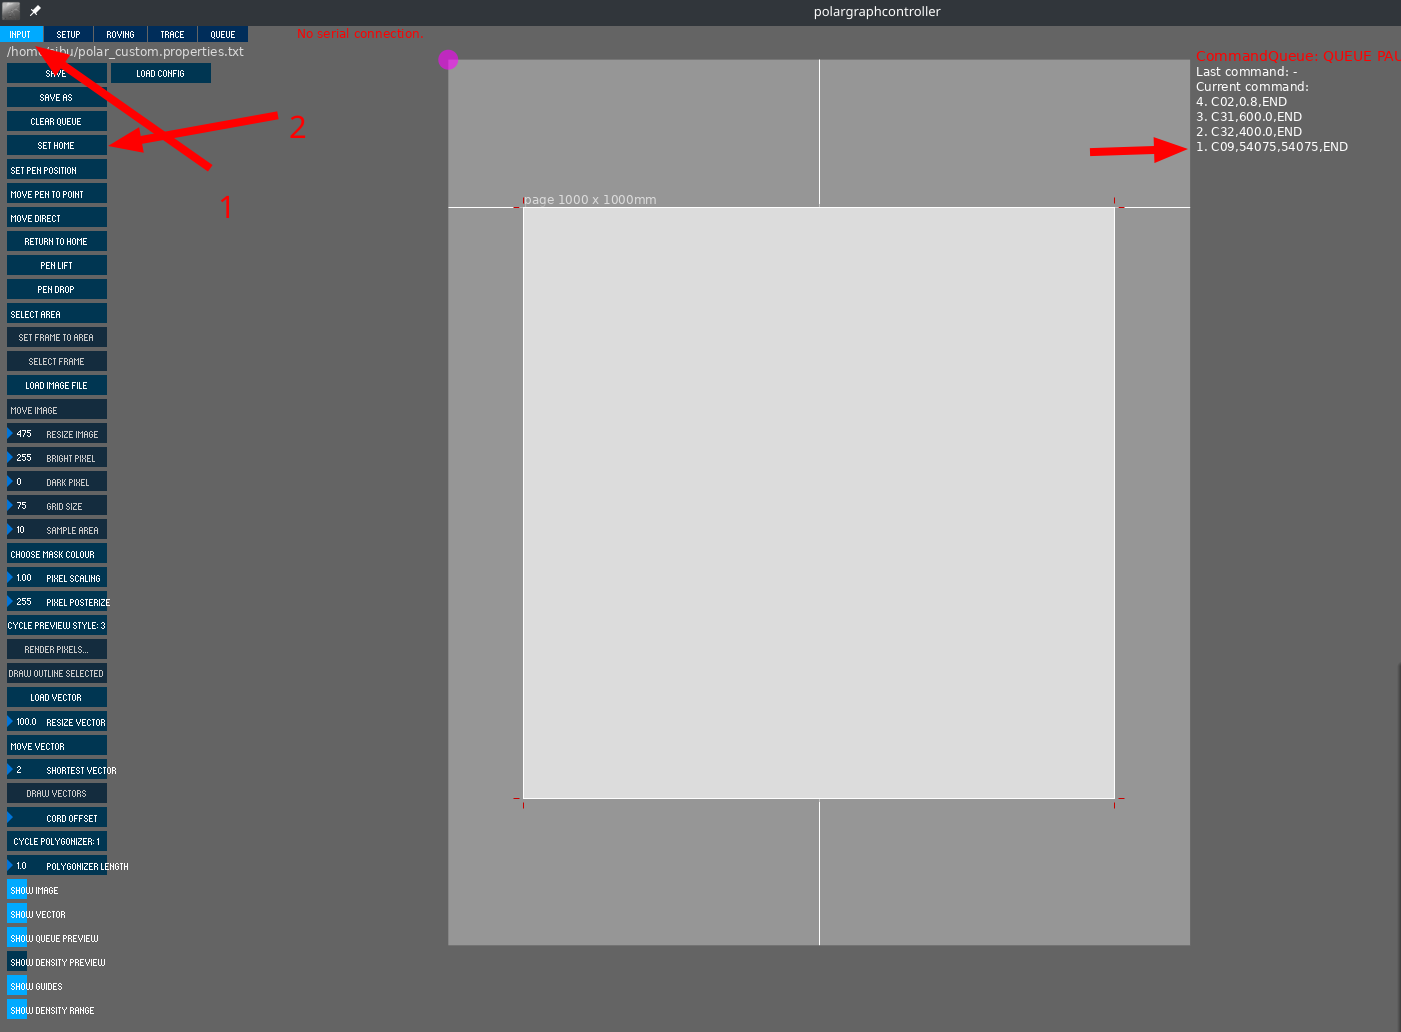 polargraphcontroller
INPUT SETUP ROVING TRACE QUEUE
No serial connection.
polar_custom.properties.txt
CommandQueue: QUEUE
SAVE LOAD CONFIG
Last command: -
Current command:
SAVE AS
4. C02,0.8,END
3. C31,600.0,END
CLEAR QUEUE
2. C32,400.0,END
2
SET HOME
1. C09,54075,54075,END
SET PEN POSITION
MOVE PEN TO POINT
page 1000 x 1000mm
1
MOVE DIRECT
RETURN TO HOME
PEN LIFT
PEN DROP
SELECT AREA
SET FRAME TO AREA
SELECT FRAME
LOAD IMAGE FILE
MOVE IMAGE
475 RESIZE IMAGE
255 BRIGHT PIXEL
0 DARK PIXEL
75 GRID SIZE
10 SAMPLE AREA
CHOOSE MASK COLOUR
1.00 PIXEL SCALING
255 PIXEL POSTERIZE
CYCLE PREVIEW STYLE: 3
RENDER PIXELS...
DRAW OUTLINE SELECTED
LOAD VECTOR
100.0 RESIZE VECTOR
MOVE VECTOR
2 SHORTEST VECTOR
DRAW VECTORS
CORD OFFSET
CYCLE POLYGONIZER: 1
1.0 POLYGONIZER LENGTH
SHOW IMAGE
SHOW VECTOR
SHOW QUEUE PREVIEW
SHOW DENSITY PREVIEW
SHOW GUIDES
SHOW DENSITY RANGE